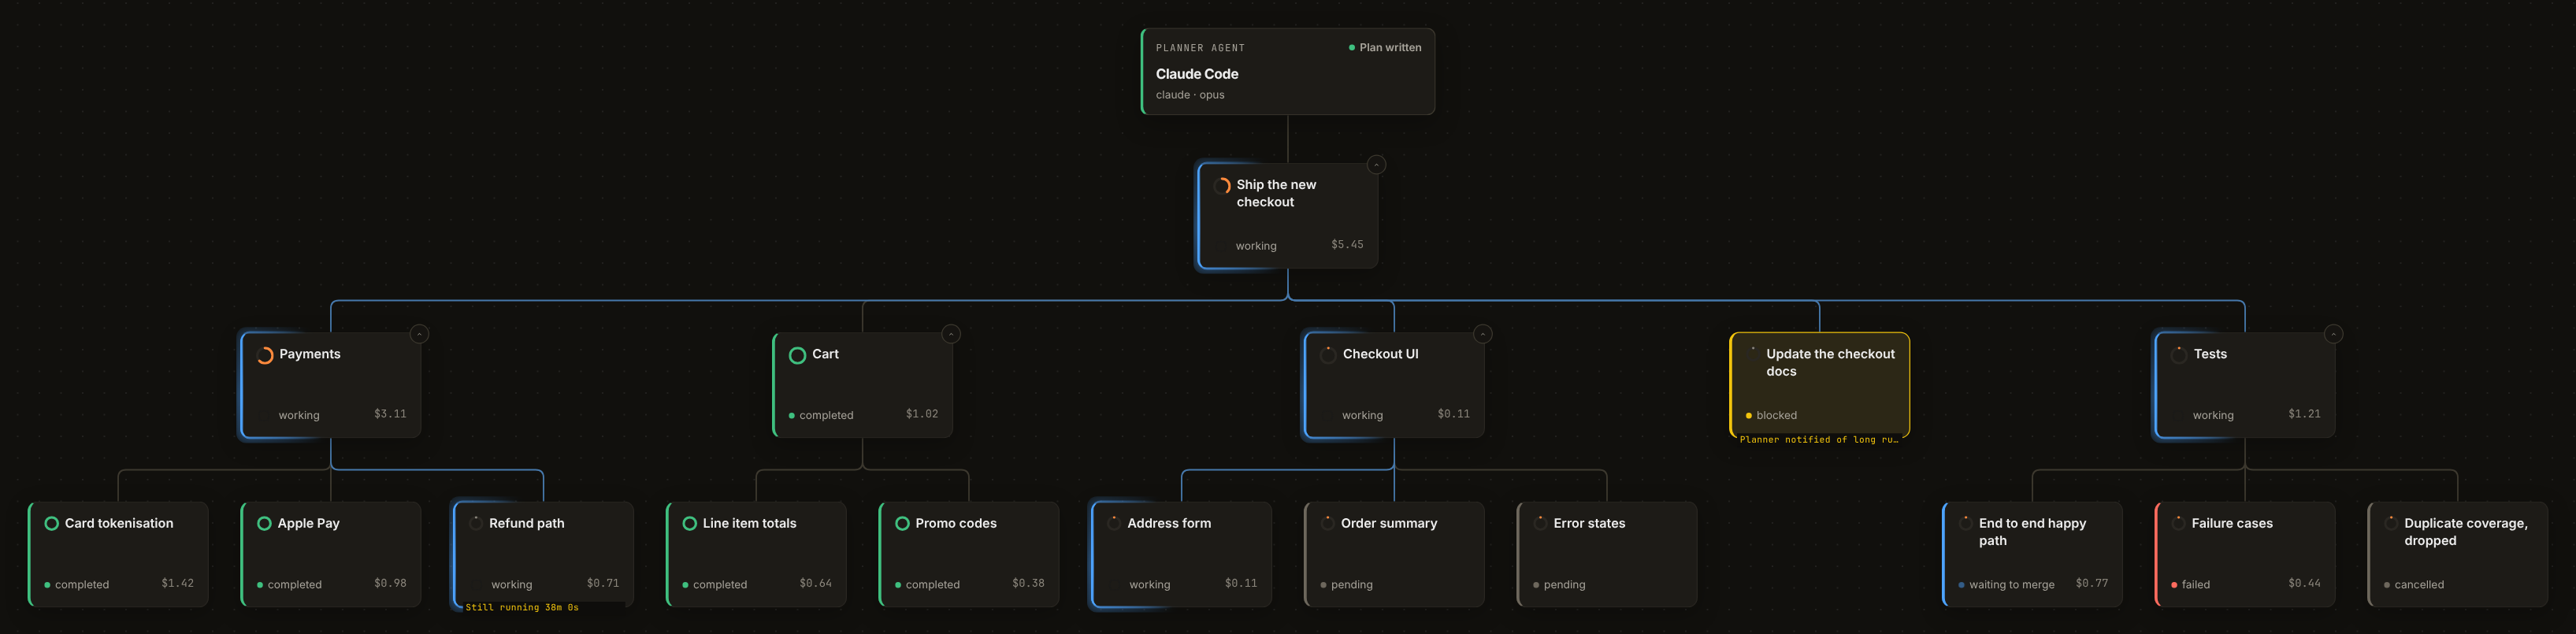 PLANNER AGENT
Plan written
Claude Code
claude · opus
Ship the new
checkout
working
$5.45
Payments
working
$3.11
Cart
completed
$1.02
Checkout UI
working
$0.11
Update the checkout
docs
blocked
Planner notified of long ru…
Tests
working
$1.21
Card tokenisation
completed
$1.42
Apple Pay
completed
$0.98
Refund path
working
$0.71
Still running 38m 0s
Line item totals
completed
$0.64
Promo codes
completed
$0.38
Address form
working
$0.11
Order summary
pending
Error states
pending
End to end happy
path
waiting to merge
$0.77
Failure cases
failed
$0.44
Duplicate coverage,
dropped
cancelled